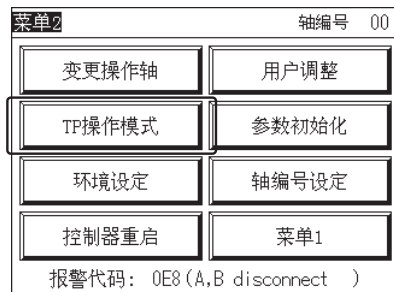 菜单2 轴编号 00
变更操作轴 用户调整
TP操作模式 参数初始化
环境设定 轴编号设定
控制器重启 菜单1
报警代码: 0E8(A,B disconnect )